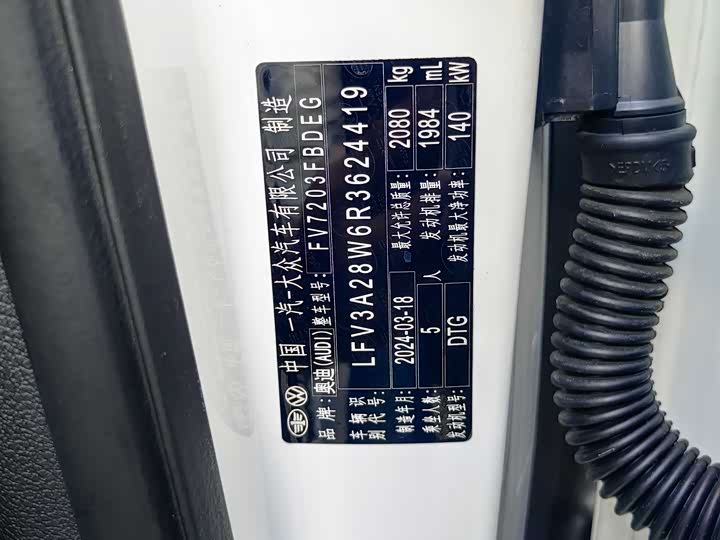 中国 一汽-大众汽车有限公司 制造
品牌：奥迪(AUDI) 整车型号：FV7203FBDEG
车辆识别代号：LFV3A28W6R3624419
制造年月：2024-03-18 最大允许总质量：2080 kg
乘坐人数：5 人 发动机排量：1984 mL
发动机型号：DTG 发动机最大净功率：140 kW